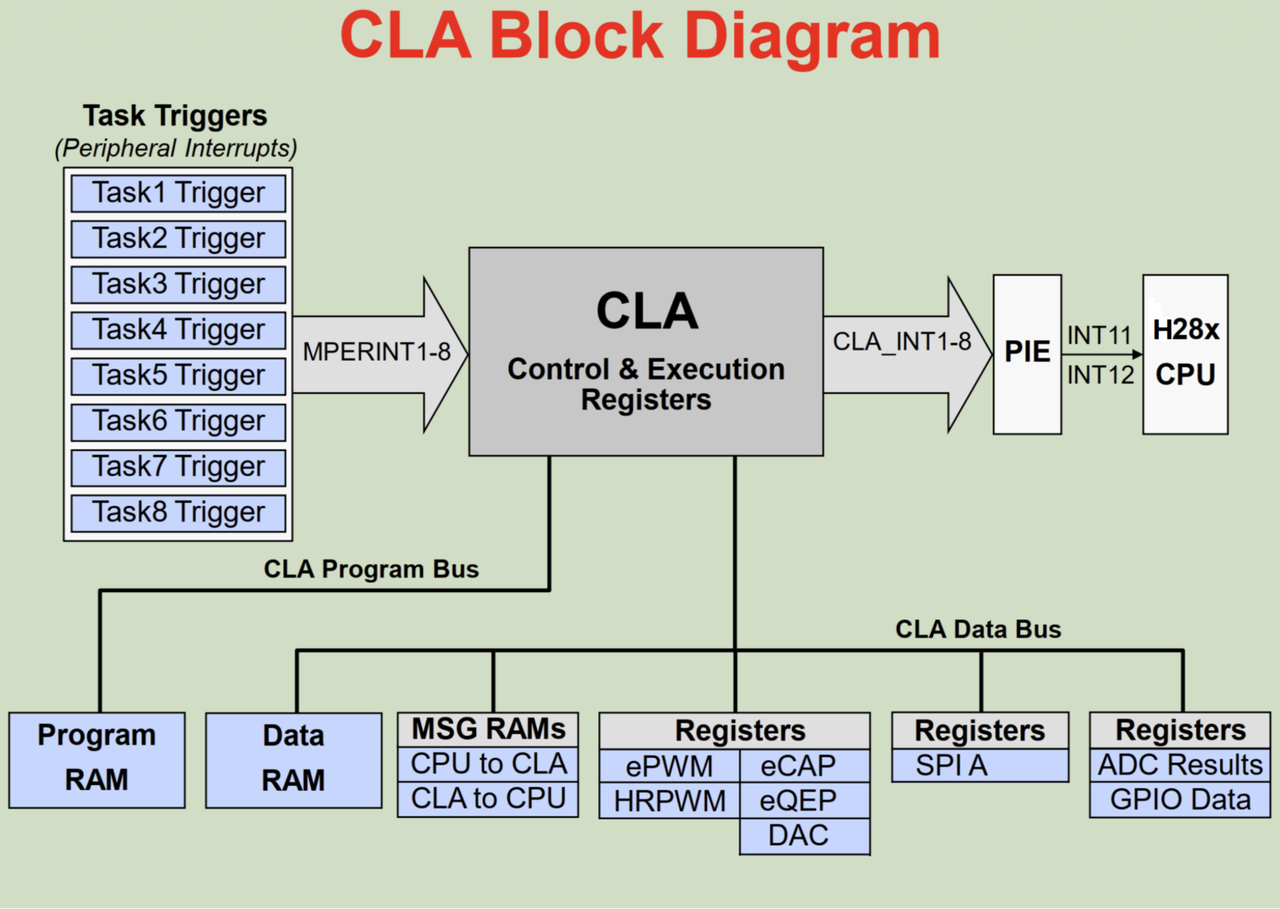 CLA Block Diagram
Task Triggers
(Peripheral Interrupts)
Task1 Trigger
Task2 Trigger
Task3 Trigger
Task4 Trigger
Task5 Trigger
Task6 Trigger
Task7 Trigger
Task8 Trigger
MPERINT1-8
CLA
Control & Execution
Registers
CLA_INT1-8
PIE
INT11
INT12
H28x
CPU
CLA Program Bus
CLA Data Bus
Program
RAM
Data
RAM
MSG RAMs
CPU to CLA
CLA to CPU
Registers
ePWM
eCAP
HRPWM
eQEP
DAC
Registers
SPI A
Registers
ADC Results
GPIO Data